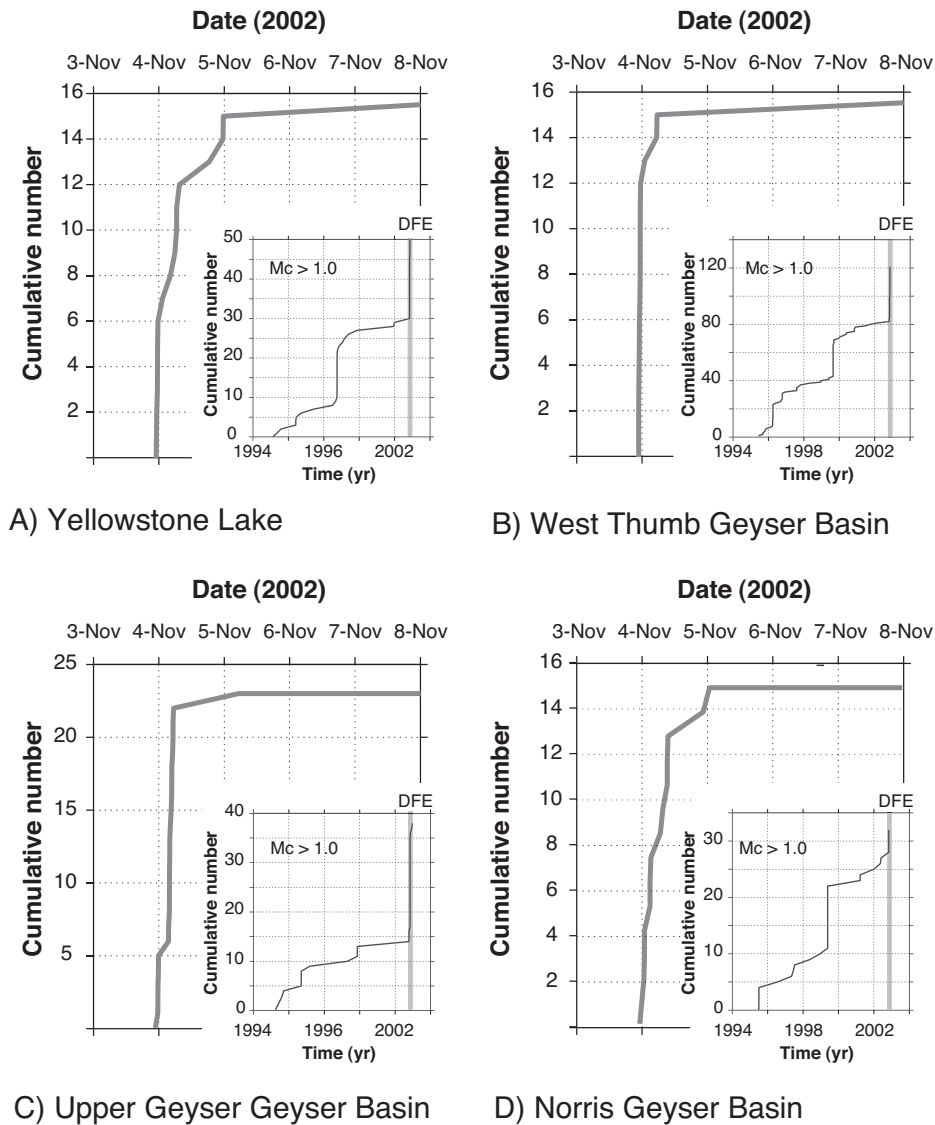 Date (2002)
3-Nov 4-Nov 5-Nov 6-Nov 7-Nov 8-Nov
Cumulative number
16
14
12
10
8
6
4
2
DFE
Cumulative number
50
40
30
20
10
0
Mc > 1.0
1994 1996 2002
Time (yr)
A) Yellowstone Lake
Date (2002)
3-Nov 4-Nov 5-Nov 6-Nov 7-Nov 8-Nov
Cumulative number
16
14
12
10
8
6
4
2
DFE
Cumulative number
120
80
40
0
Mc > 1.0
1994 1998 2002
Time (yr)
B) West Thumb Geyser Basin
Date (2002)
3-Nov 4-Nov 5-Nov 6-Nov 7-Nov 8-Nov
Cumulative number
25
20
15
10
5
DFE
Cumulative number
40
30
20
10
0
Mc > 1.0
1994 1996 2002
Time (yr)
C) Upper Geyser Geyser Basin
Date (2002)
3-Nov 4-Nov 5-Nov 6-Nov 7-Nov 8-Nov
Cumulative number
16
14
12
10
8
6
4
2
DFE
Cumulative number
30
20
10
0
Mc > 1.0
1994 1998 2002
Time (yr)
D) Norris Geyser Basin